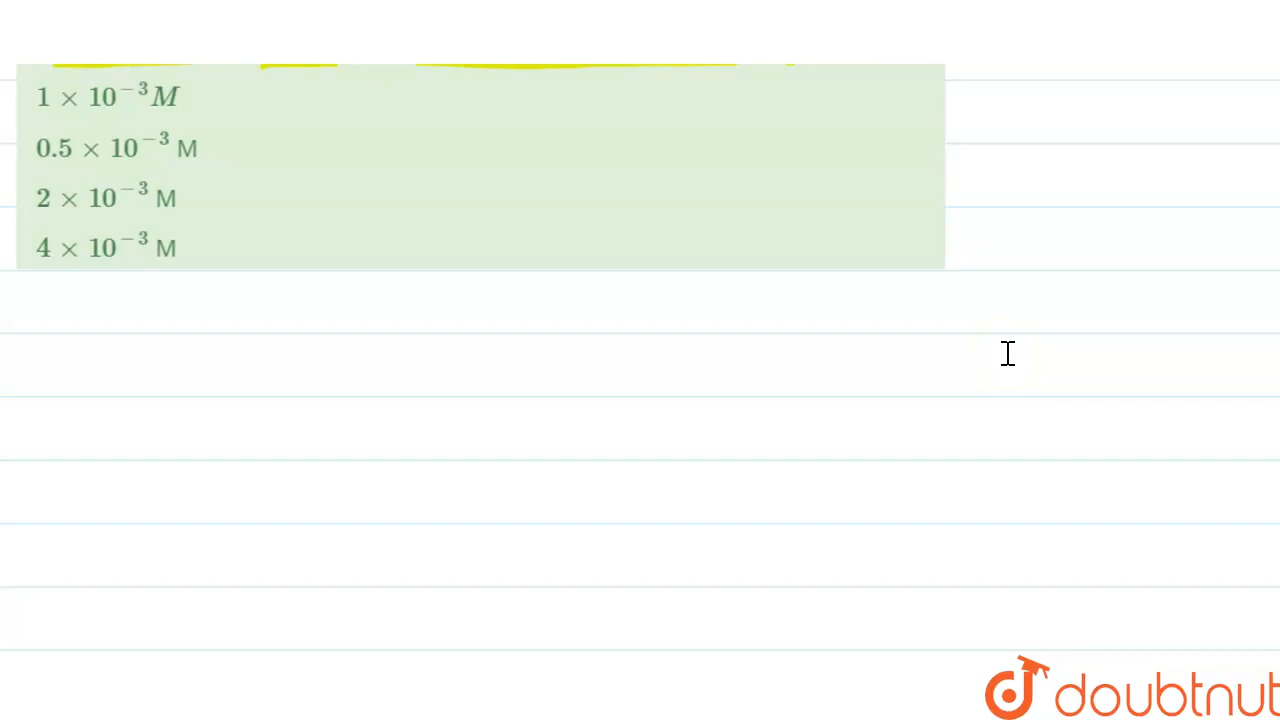 1 × 10⁻³M
0.5 × 10⁻³ M
2 × 10⁻³ M
4 × 10⁻³ M
doubtnut